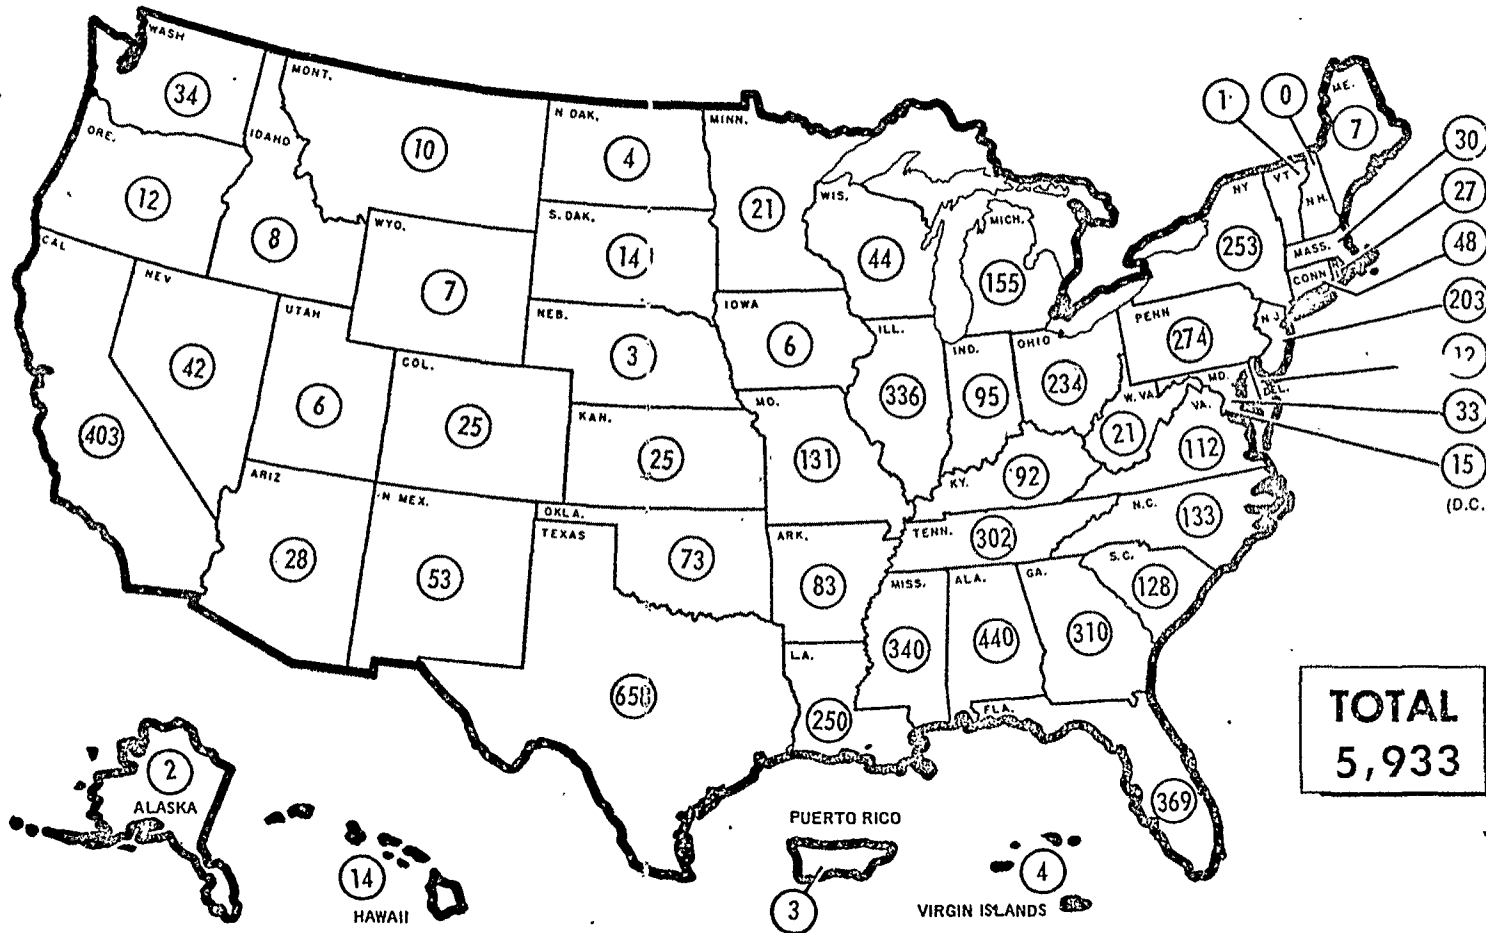 WASH
34
MONT.
10
IDAHO
8
ORE.
12
N DAK.
4
MINN.
21
S. DAK.
14
WYO.
7
WIS.
44
MICH.
155
1
0
ME.
7
30
27
48
203
12
33
15
(D.C.
NY
253
VT
N H.
MASS.
CONN
N J.
PENN
274
MD.
DEL.
CAL
403
NEV
42
UTAH
6
COL.
25
NEB.
3
IOWA
6
ILL.
336
IND.
95
OHIO
234
W. VA
21
VA.
112
KAN.
25
MO.
131
KY.
92
ARIZ
28
N MEX.
53
OKLA.
73
TEXAS
ARK.
83
TENN.
302
N.C.
133
S.C.
128
MISS.
340
ALA.
440
GA.
310
LA.
250
FLA.
369
TOTAL
5,933
2
ALASKA
14
HAWAII
PUERTO RICO
3
4
VIRGIN ISLANDS